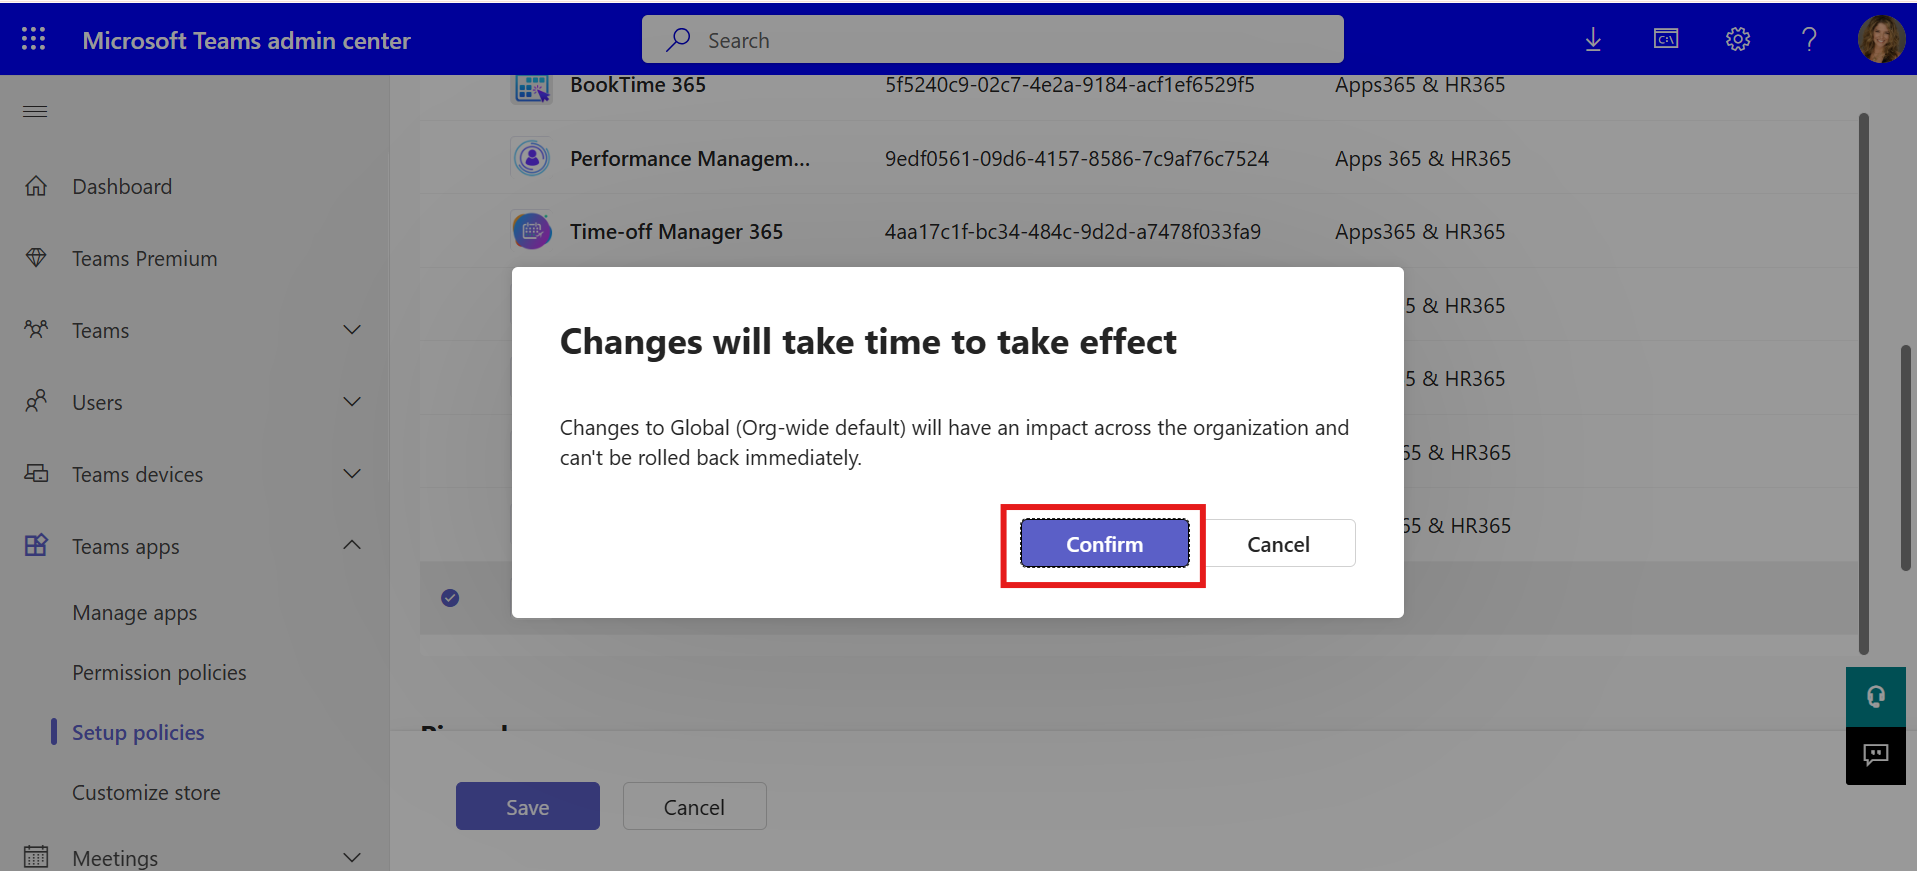 Microsoft Teams admin center
Search
BookTime 365 5f5240c9-02c7-4e2a-9184-acf1ef6529f5 Apps365 & HR365
Performance Managem... 9edf0561-09d6-4157-8586-7c9af76c7524 Apps 365 & HR365
Dashboard
Time-off Manager 365 4aa17c1f-bc34-484c-9d2d-a7478f033fa9 Apps365 & HR365
Teams Premium
5 & HR365
Teams
Changes will take time to take effect
5 & HR365
Users
Changes to Global (Org-wide default) will have an impact across the organization and
can't be rolled back immediately.
65 & HR365
Teams devices
65 & HR365
Confirm Cancel
Teams apps
Manage apps
Permission policies
Setup policies
Customize store
Save Cancel
Meetings